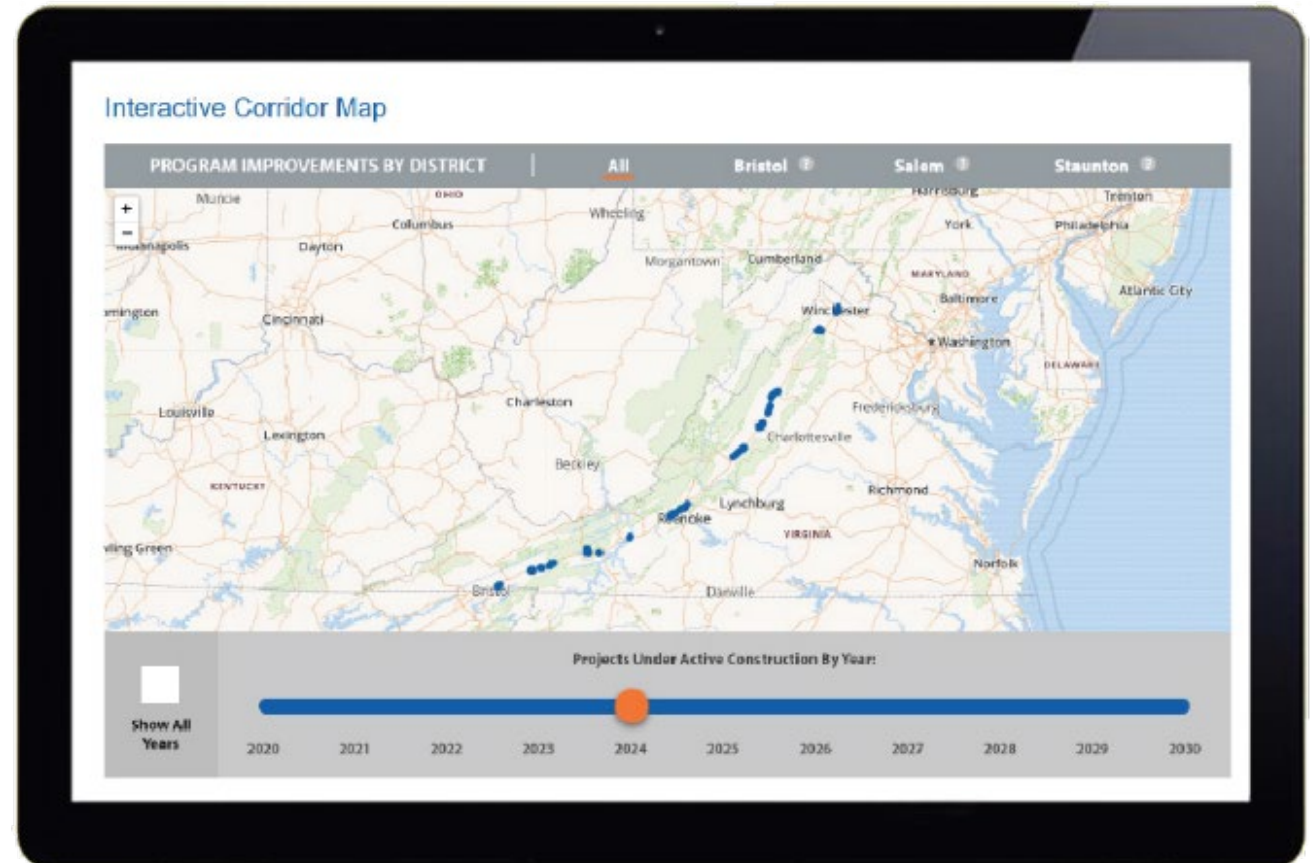 Interactive Corridor Map
PROGRAM IMPROVEMENTS BY DISTRICT | All Bristol Salem Staunton
+
−
Muncie
OHIO
Columbus
Wheeling
Harrisburg
York
Trenton
Philadelphia
Dayton
Morgantown
Cumberland
MARYLAND
Baltimore
Atlantic City
Cincinnati
Winchester
Washington
DELAWARE
Louisville
Lexington
Charleston
Fredericksburg
Charlottesville
KENTUCKY
Beckley
Richmond
Lynchburg
Roanoke
VIRGINIA
Norfolk
Bristol
Danville
Projects Under Active Construction By Year:
Show All
Years
2020 2021 2022 2023 2024 2025 2026 2027 2028 2029 2030